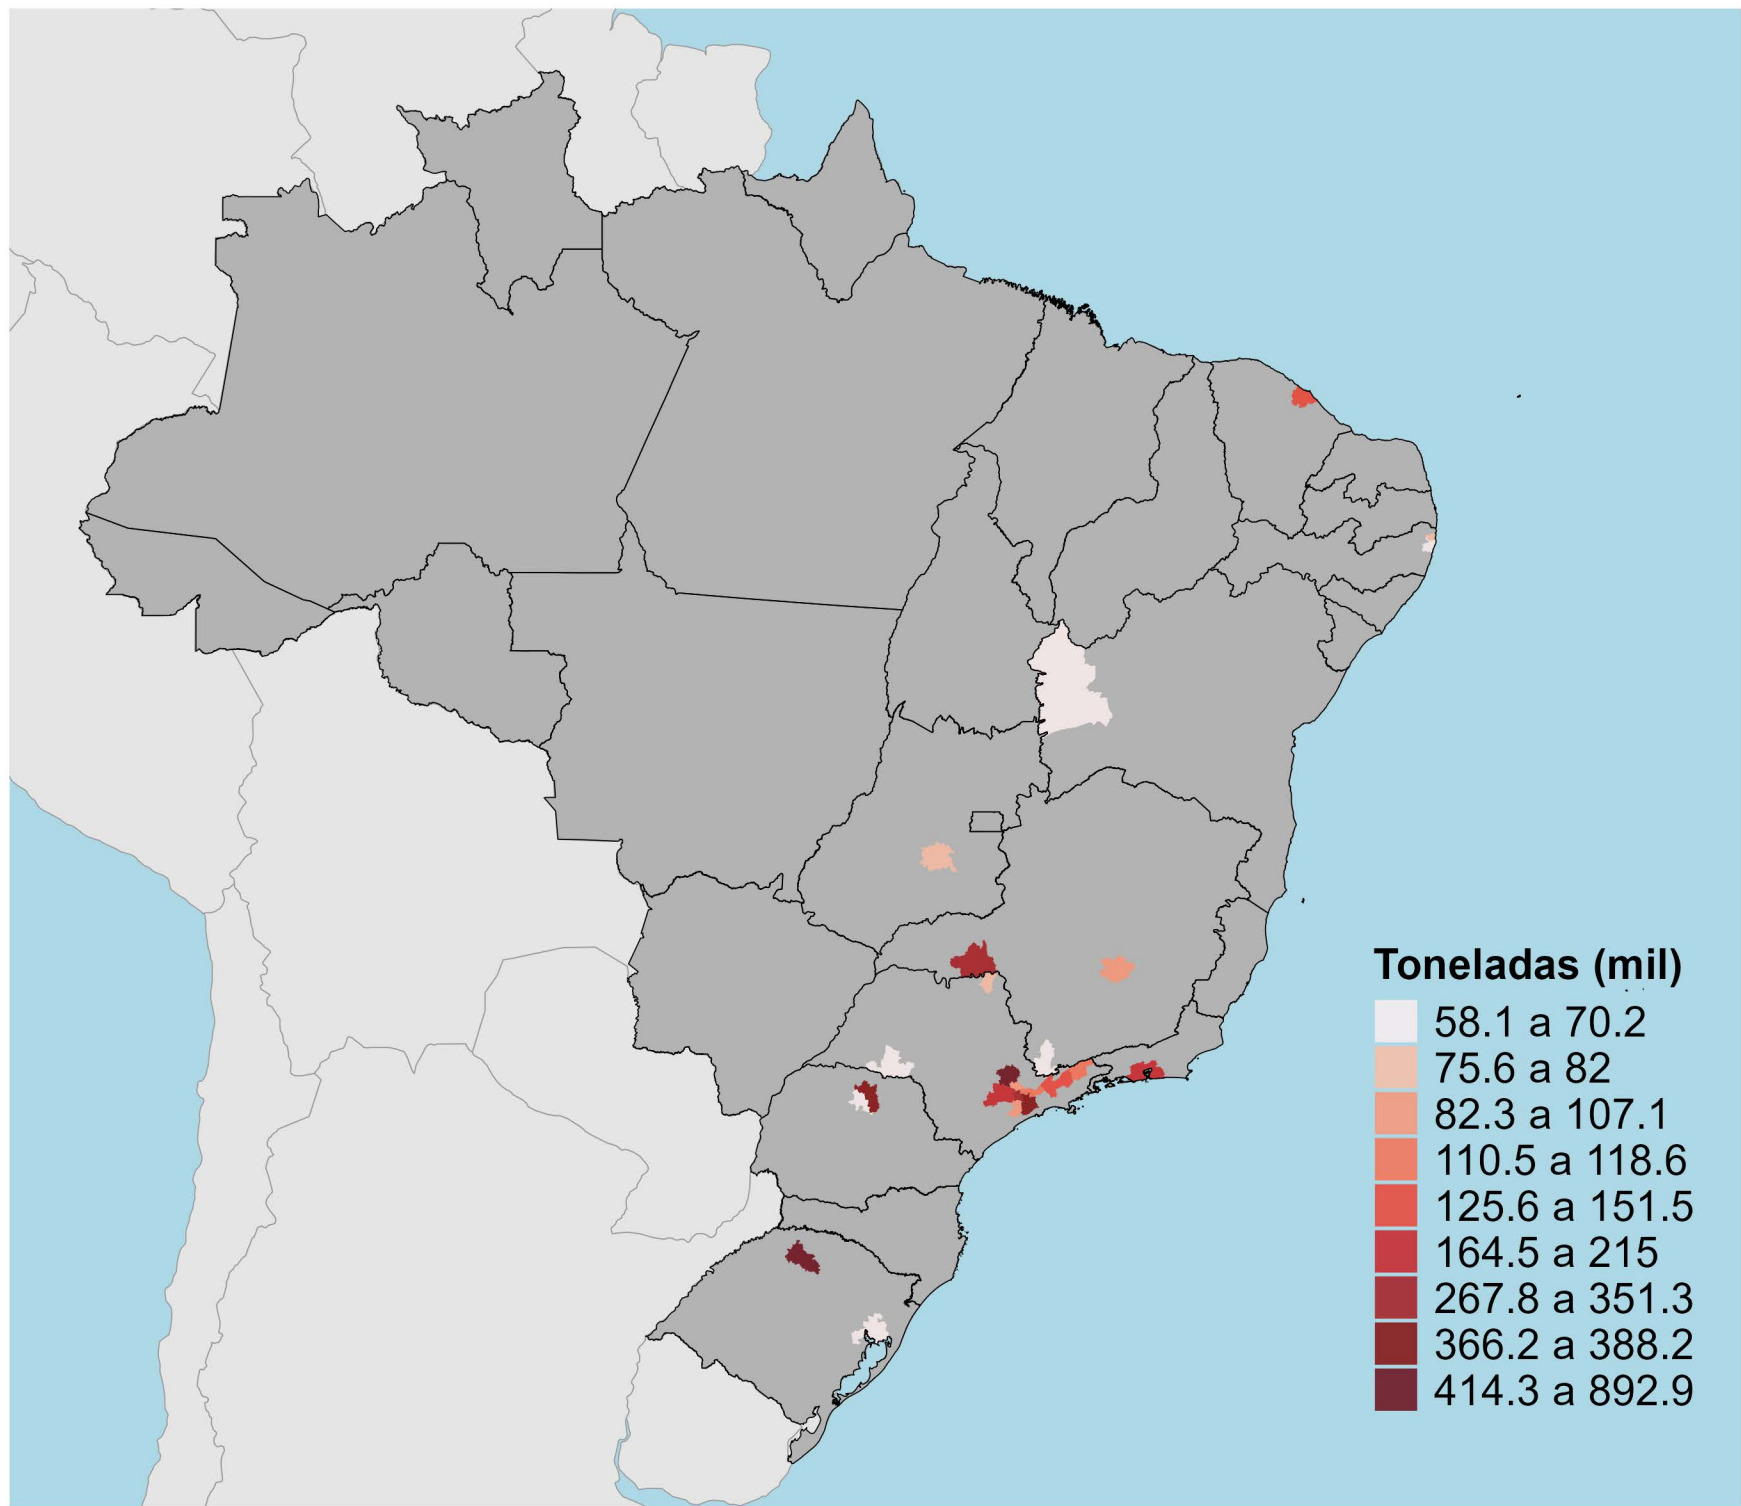 Toneladas (mil)
58.1 a 70.2
75.6 a 82
82.3 a 107.1
110.5 a 118.6
125.6 a 151.5
164.5 a 215
267.8 a 351.3
366.2 a 388.2
414.3 a 892.9